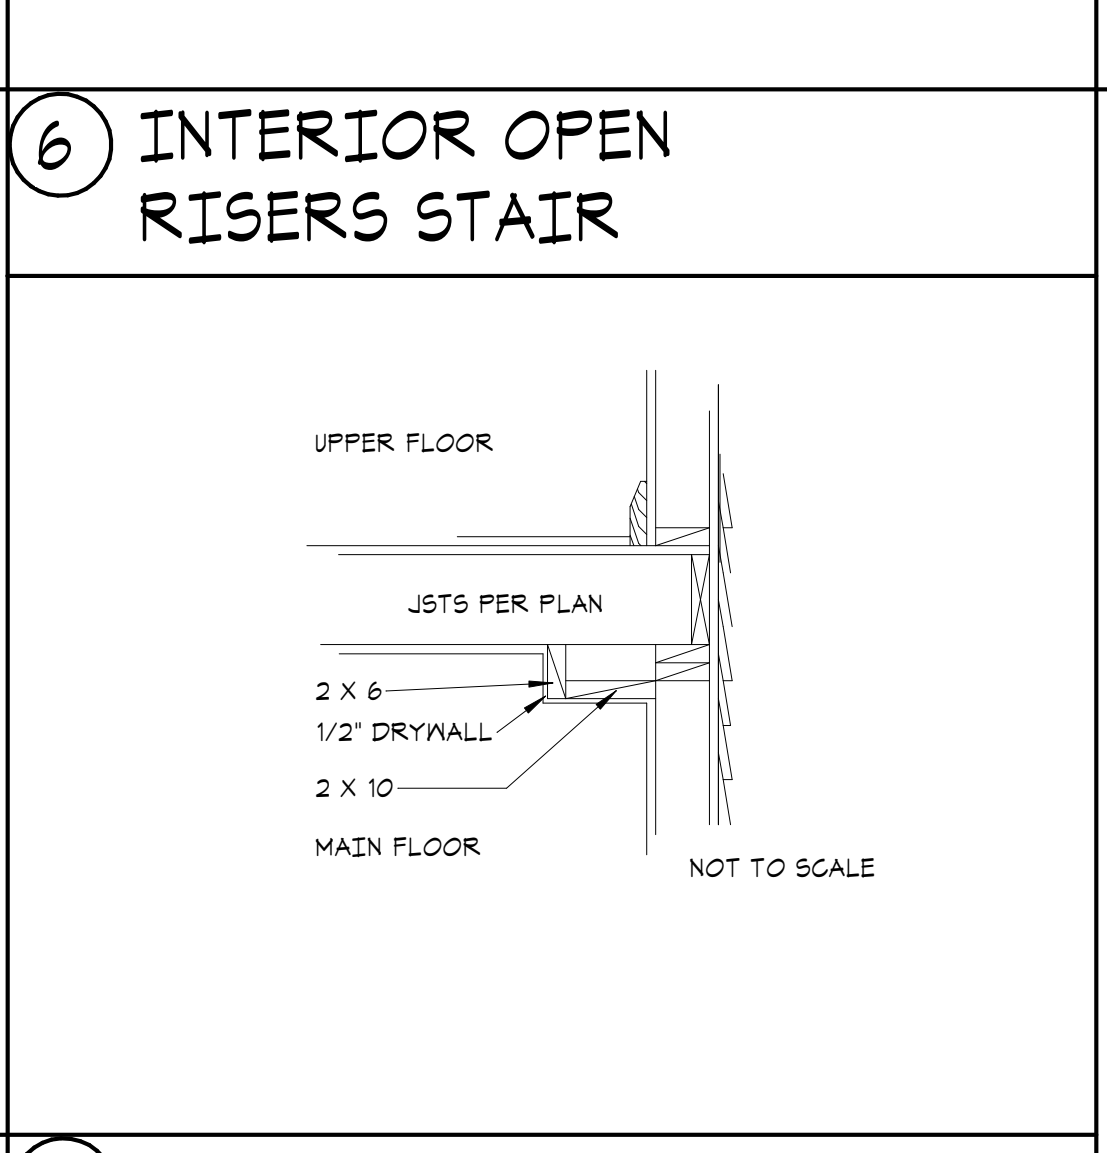 6
INTERIOR OPEN
RISERS STAIR
UPPER FLOOR
JSTS PER PLAN
2 X 6
1/2" DRYWALL
2 X 10
MAIN FLOOR
NOT TO SCALE